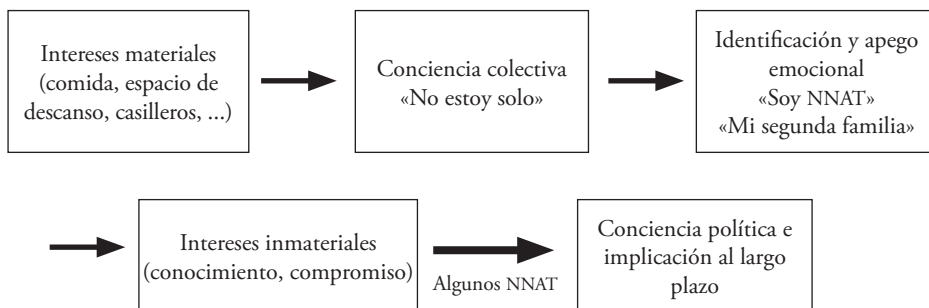 Intereses materiales
(comida, espacio de
descanso, casilleros, ...)
Conciencia colectiva
«No estoy solo»
Identificación y apego
emocional
«Soy NNAT»
«Mi segunda familia»
Intereses inmateriales
(conocimiento, compromiso)
Algunos NNAT
Conciencia política e
implicación al largo
plazo